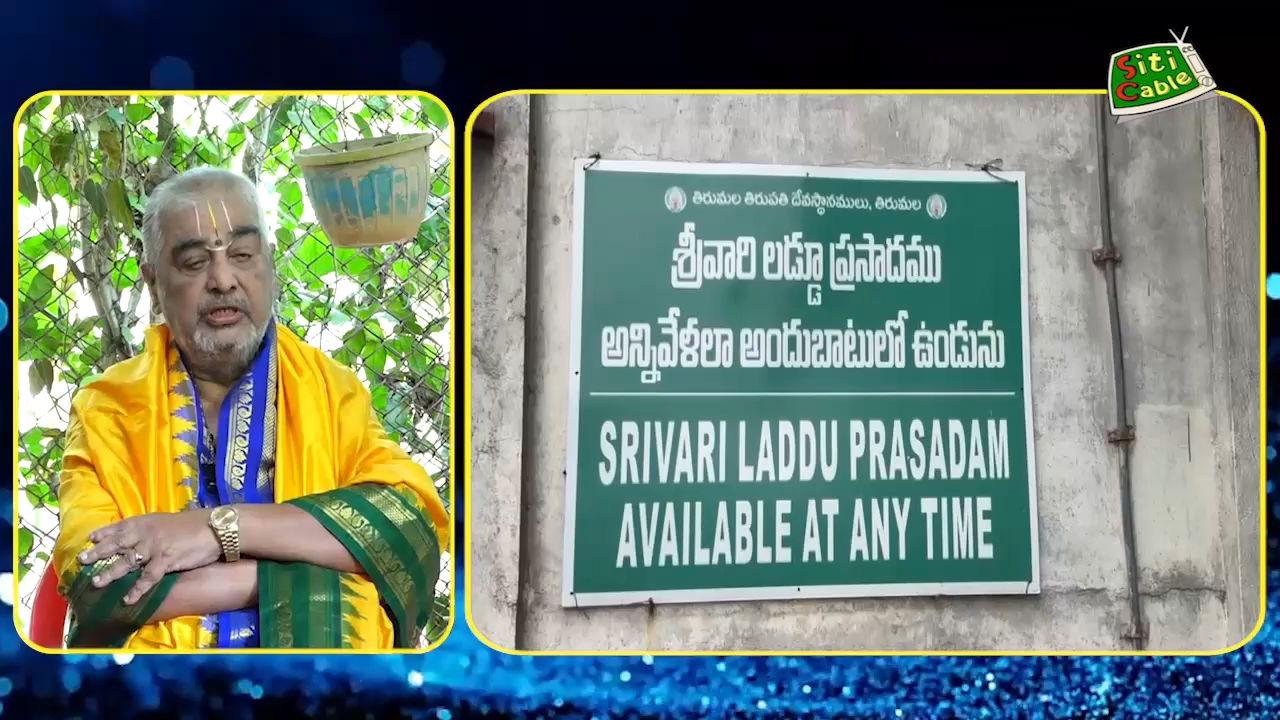 Siti
Cable
తిరుమల తిరుపతి దేవస్థానములు, తిరుమల
శ్రీవారి లడ్డూ ప్రసాదము
అన్నివేళలా అందుబాటులో ఉండును
SRIVARI LADDU PRASADAM
AVAILABLE AT ANY TIME